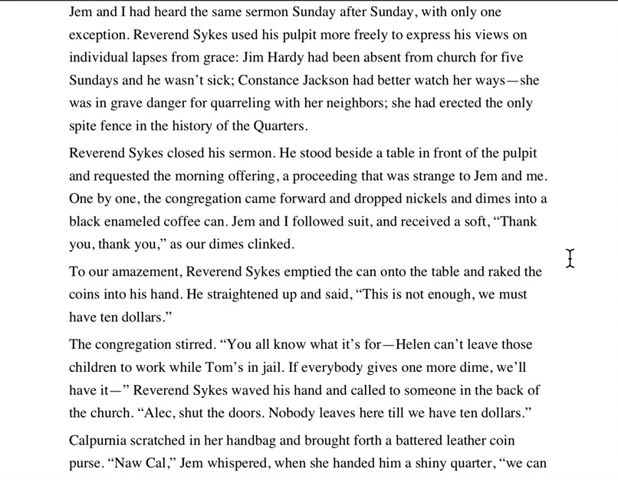 Jem and I had heard the same sermon Sunday after Sunday, with only one
exception. Reverend Sykes used his pulpit more freely to express his views on
individual lapses from grace: Jim Hardy had been absent from church for five
Sundays and he wasn’t sick; Constance Jackson had better watch her ways—she
was in grave danger for quarreling with her neighbors; she had erected the only
spite fence in the history of the Quarters.
Reverend Sykes closed his sermon. He stood beside a table in front of the pulpit
and requested the morning offering, a proceeding that was strange to Jem and me.
One by one, the congregation came forward and dropped nickels and dimes into a
black enameled coffee can. Jem and I followed suit, and received a soft, “Thank
you, thank you,” as our dimes clinked.
To our amazement, Reverend Sykes emptied the can onto the table and raked the
coins into his hand. He straightened up and said, “This is not enough, we must
have ten dollars.”
The congregation stirred. “You all know what it’s for—Helen can’t leave those
children to work while Tom’s in jail. If everybody gives one more dime, we’ll
have it—” Reverend Sykes waved his hand and called to someone in the back of
the church. “Alec, shut the doors. Nobody leaves here till we have ten dollars.”
Calpurnia scratched in her handbag and brought forth a battered leather coin
purse. “Naw Cal,” Jem whispered, when she handed him a shiny quarter, “we can